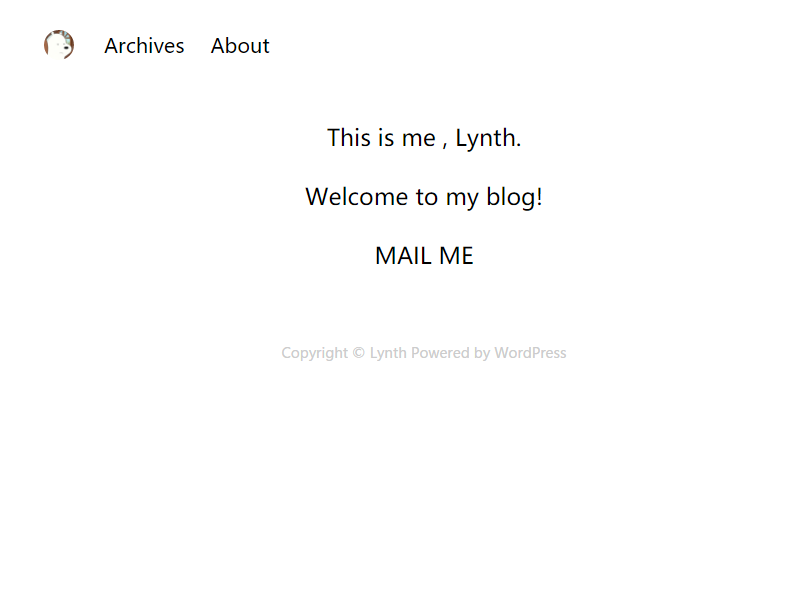 Archives About
This is me , Lynth.
Welcome to my blog!
MAIL ME
Copyright © Lynth Powered by WordPress